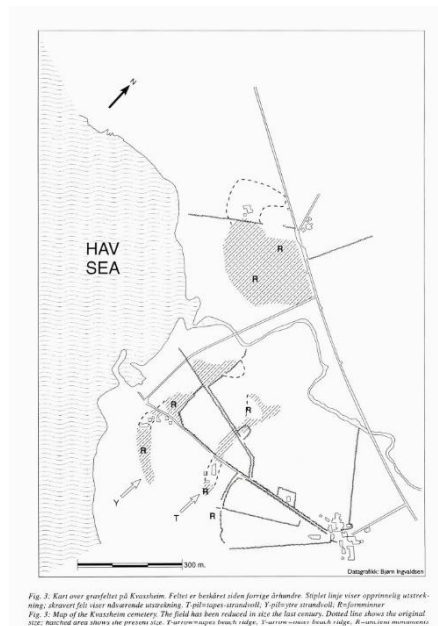 N
HAV
SEA
R
R
R
R
R
R
R
Y
T
300 m.
Datagrafikk: Bjørn Ingvaldsen
Fig. 3: Kart over gravfeltet på Kvassheim. Feltet er beskåret siden forrige århundre. Stiplet linje viser opprinnelig utstrek-
ning; skravert felt viser nåværende utstrekning. T-pil=tapes-strandvoll; Y-pil=ytre strandvoll; R=fornminner
Fig. 3: Map of the Kvassheim cemetery. The field has been reduced in size the last century. Dotted line shows the original
size; hatched area shows the present size. T-arrow=tapes beach ridge, Y-arrow=outer beach ridge, R=ancient monuments